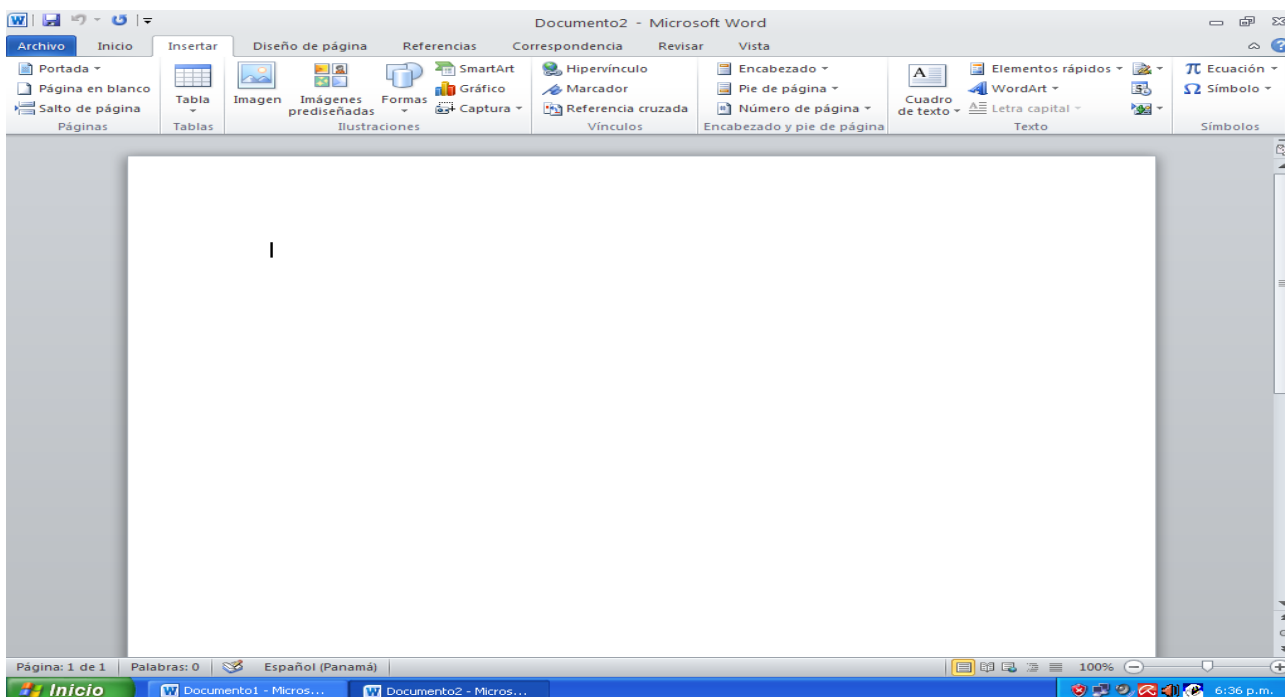 Documento2 - Microsoft Word
Archivo Inicio Insertar Diseño de página Referencias Correspondencia Revisar Vista
Portada
Página en blanco
Salto de página
Páginas
Tabla
Tablas
Imagen
Imágenes prediseñadas
Formas
SmartArt
Gráfico
Captura
Ilustraciones
Hipervínculo
Marcador
Referencia cruzada
Vínculos
Encabezado
Pie de página
Número de página
Encabezado y pie de página
Cuadro de texto
Elementos rápidos
WordArt
Letra capital
Texto
Ecuación
Símbolo
Símbolos
Página: 1 de 1 Palabras: 0 Español (Panamá) 100%
Inicio Documento1 - Micros... Documento2 - Micros... 6:36 p.m.